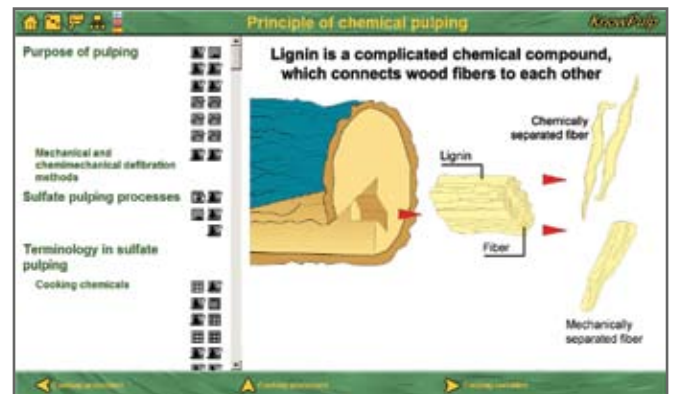 Principle of chemical pulping
KnowPulp
Purpose of pulping
Mechanical and
chemimechanical defibration
methods
Sulfate pulping processes
Terminology in sulfate
pulping
Cooking chemicals
Lignin is a complicated chemical compound,
which connects wood fibers to each other
Chemically
separated fiber
Lignin
Fiber
Mechanically
separated fiber